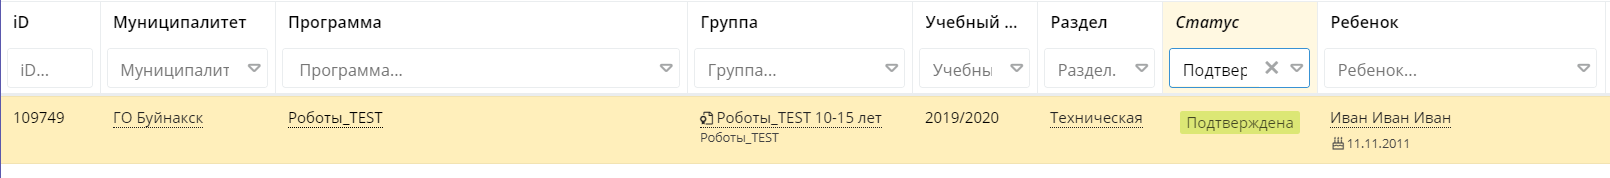 iD Муниципалитет Программа Группа Учебный ... Раздел Статус Ребенок
iD... Муниципалит Программа... Группа... Учебны Раздел. Подтвер Ребенок...
109749 ГО Буйнакск Роботы_TEST Роботы_TEST 10-15 лет 2019/2020 Техническая Подтверждена Иван Иван Иван
Роботы_TEST 11.11.2011